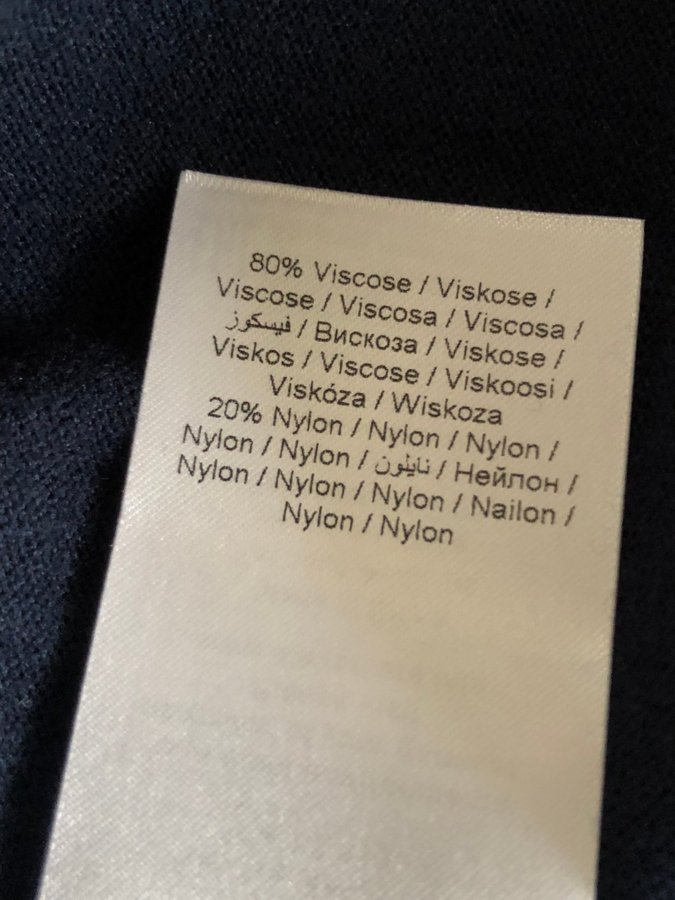 80% Viscose / Viskose /
Viscose / Viscosa / Viscosa /
فيسكوز / Вискоза / Viskose /
Viskos / Viscose / Viskoosi /
Viskóza / Wiskoza
20% Nylon / Nylon / Nylon /
Nylon / Nylon / نايلون / Нейлон /
Nylon / Nylon / Nylon / Nailon /
Nylon / Nylon